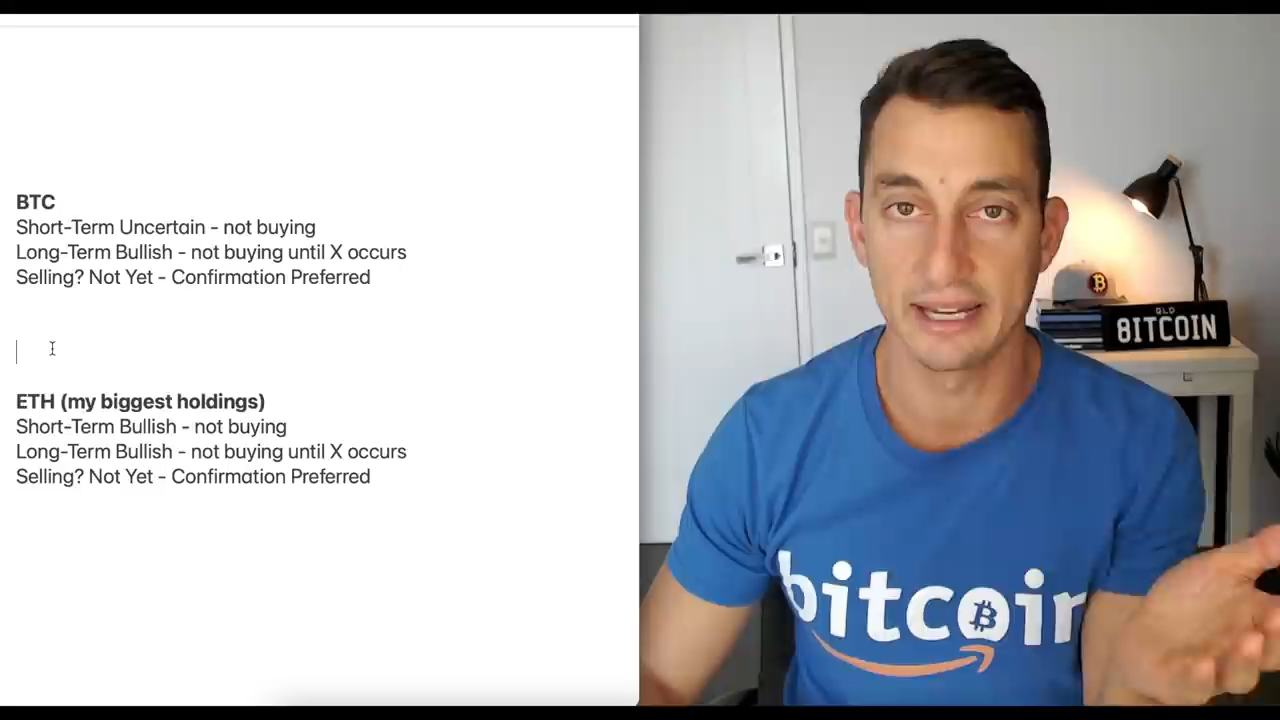 BTC
Short-Term Uncertain - not buying
Long-Term Bullish - not buying until X occurs
Selling? Not Yet - Confirmation Preferred
ETH (my biggest holdings)
Short-Term Bullish - not buying
Long-Term Bullish - not buying until X occurs
Selling? Not Yet - Confirmation Preferred
QLD
8ITCOIN
bitcoin